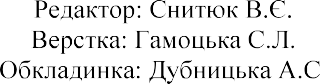 Редактор: Снитюк В.Є.
Верстка: Гамоцька С.Л.
Обкладинка: Дубницька А.С